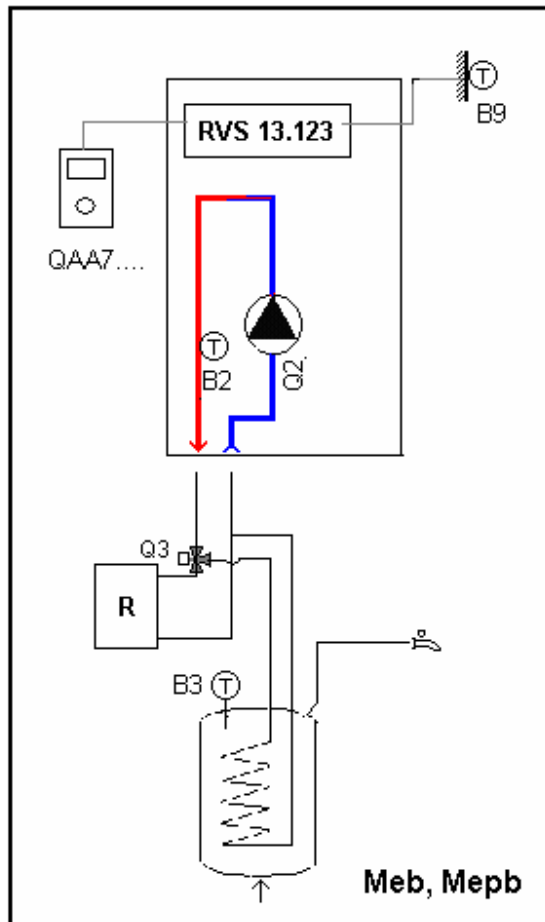 T
B9
RVS 13.123
QAA7....
T
B2
Q2.
Q3
R
B3
T
Meb, Mepb